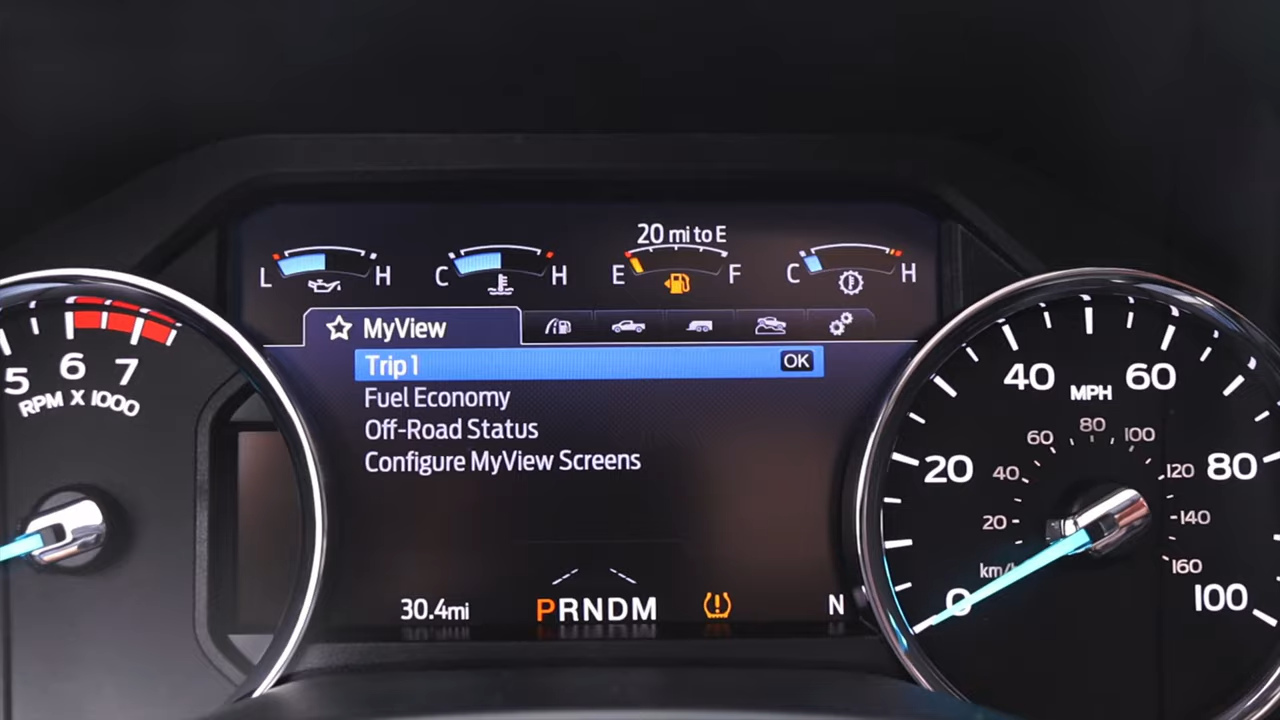 20 mi to E
L H C H E F C H
MyView
Trip 1 OK
Fuel Economy
Off-Road Status
Configure MyView Screens
30.4mi PRNDM N
5 6 7
RPM X 1000
0 20 40 60 80 100
MPH
20 40 60 80 100 120 140 160
km/h